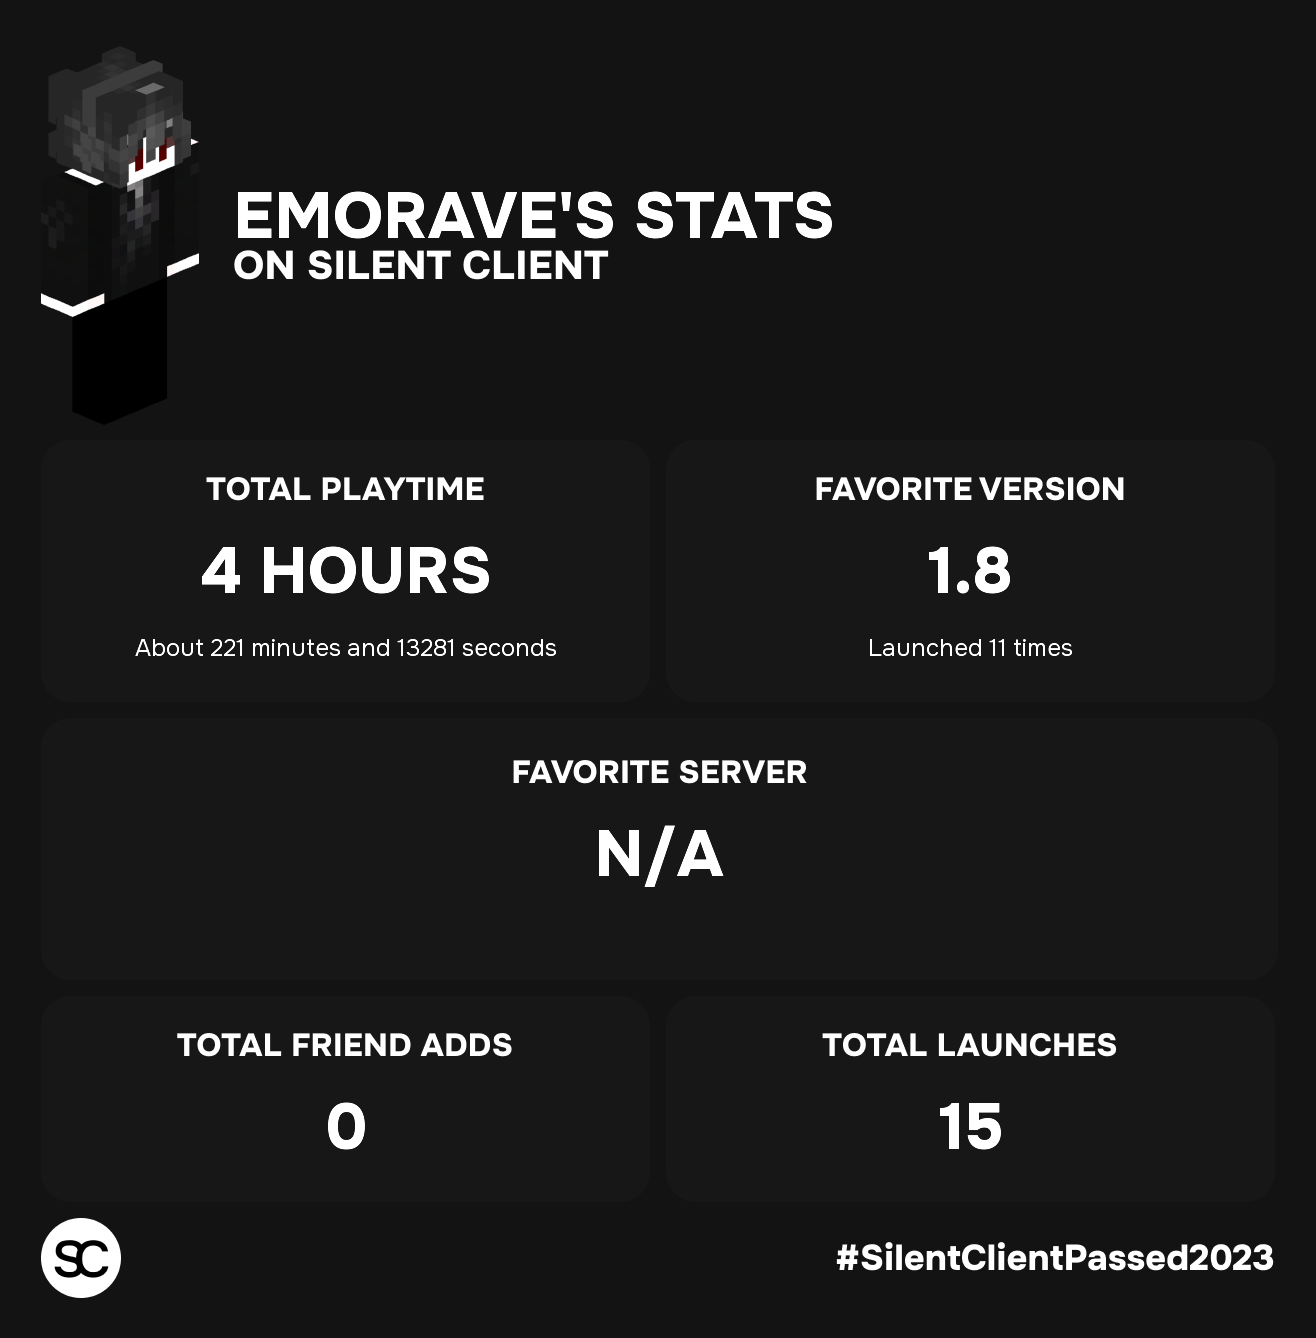 EMORAVE'S STATS
ON SILENT CLIENT
TOTAL PLAYTIME
4 HOURS
About 221 minutes and 13281 seconds
FAVORITE VERSION
1.8
Launched 11 times
FAVORITE SERVER
N/A
TOTAL FRIEND ADDS
0
TOTAL LAUNCHES
15
SC
#SilentClientPassed2023